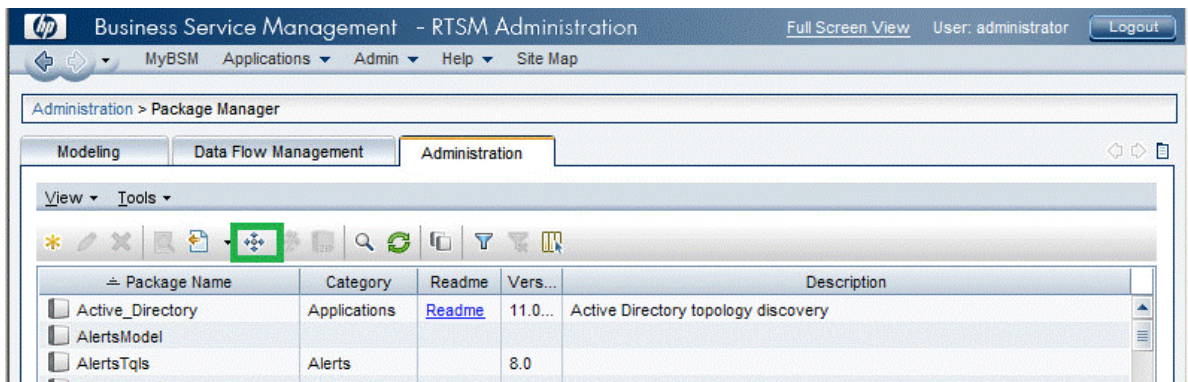 hp Business Service Management - RTSM Administration Full Screen View User: administrator Logout
MyBSM Applications Admin Help Site Map
Administration > Package Manager
Modeling Data Flow Management Administration
View Tools
Package Name Category Readme Vers... Description
Active_Directory Applications Readme 11.0... Active Directory topology discovery
AlertsModel
AlertsTqls Alerts 8.0